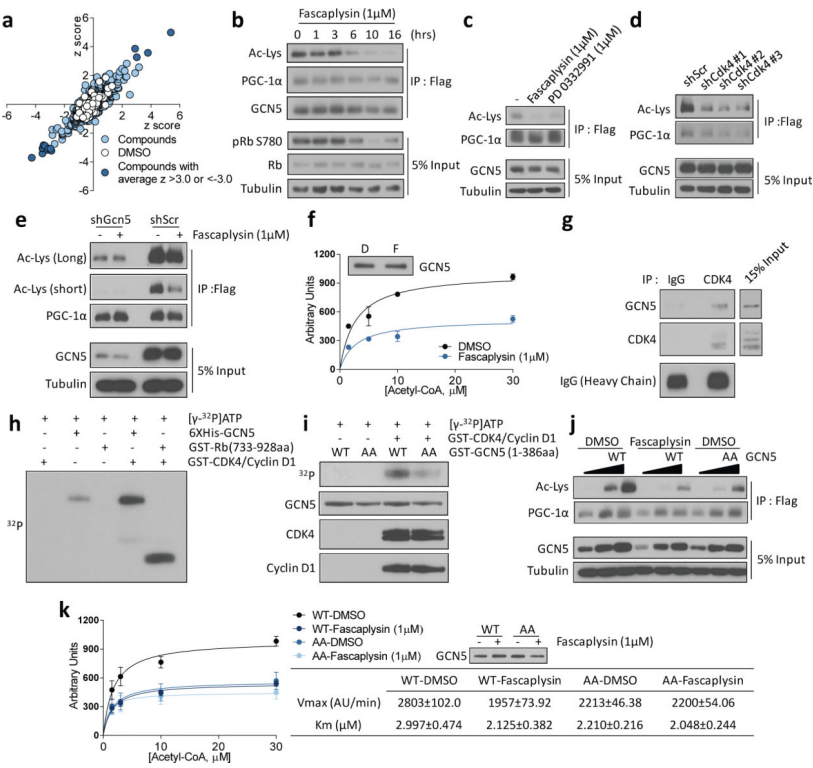 a
z score
6
4
2
-6 -4 -2 2 4 6
z score
-2
-4
-6
Compounds
DMSO
Compounds with
average z >3.0 or <-3.0
b
Fascaplysin (1μM)
0 1 3 6 10 16 (hrs)
Ac-Lys
PGC-1α
GCN5
IP : Flag
pRb S780
Rb
Tubulin
5% Input
c
- Fascaplysin (1μM) PD 0332991 (1μM)
Ac-Lys
PGC-1α
IP : Flag
GCN5
Tubulin
5% Input
d
shScr shCdk4 #1 shCdk4 #2 shCdk4 #3
Ac-Lys
PGC-1α
IP : Flag
GCN5
Tubulin
5% Input
e
shGcn5 shScr
- + - + Fascaplysin (1μM)
Ac-Lys (Long)
Ac-Lys (short)
PGC-1α
IP :Flag
GCN5
Tubulin
5% Input
f
D F
GCN5
Arbitrary Units
1200
900
600
300
0
0 10 20 30
[Acetyl-CoA, μM]
DMSO
Fascaplysin (1μM)
g
IP : IgG CDK4 15% Input
GCN5
CDK4
IgG (Heavy Chain)
h
+ + + + + [γ-³²P]ATP
- + - + - 6XHis-GCN5
- - + - + GST-Rb(733-928aa)
+ - - + + GST-CDK4/Cyclin D1
³²P
i
+ + + + [γ-³²P]ATP
- - + + GST-CDK4/Cyclin D1
WT AA WT AA GST-GCN5 (1-386aa)
³²P
GCN5
CDK4
Cyclin D1
j
DMSO Fascaplysin DMSO
WT WT AA GCN5
Ac-Lys
PGC-1α
IP : Flag
GCN5
Tubulin
5% Input
k
Arbitrary Units
1200
900
600
300
0
0 10 20 30
[Acetyl-CoA, μM]
WT-DMSO
WT-Fascaplysin (1μM)
AA-DMSO
AA-Fascaplysin (1μM)
WT AA
- + - + Fascaplysin (1μM)
GCN5
WT-DMSO WT-Fascaplysin AA-DMSO AA-Fascaplysin
Vmax (AU/min) 2803±102.0 1957±73.92 2213±46.38 2200±54.06
Km (μM) 2.997±0.474 2.125±0.382 2.210±0.216 2.048±0.244